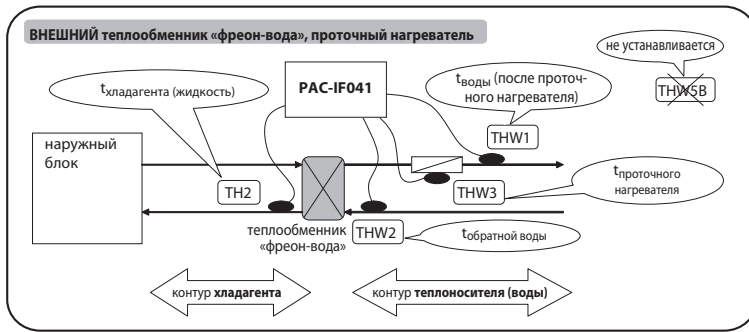 ВНЕШНИЙ теплообменник «фреон-вода», проточный нагреватель
не устанавливается
THW5B
tхладагента (жидкость)
PAC-IF041
tводы (после проточ-
ного нагревателя)
THW1
наружный
блок
TH2
THW3
tпроточного
нагревателя
теплообменник
«фреон-вода»
THW2
tобратной воды
контур хладагента
контур теплоносителя (воды)